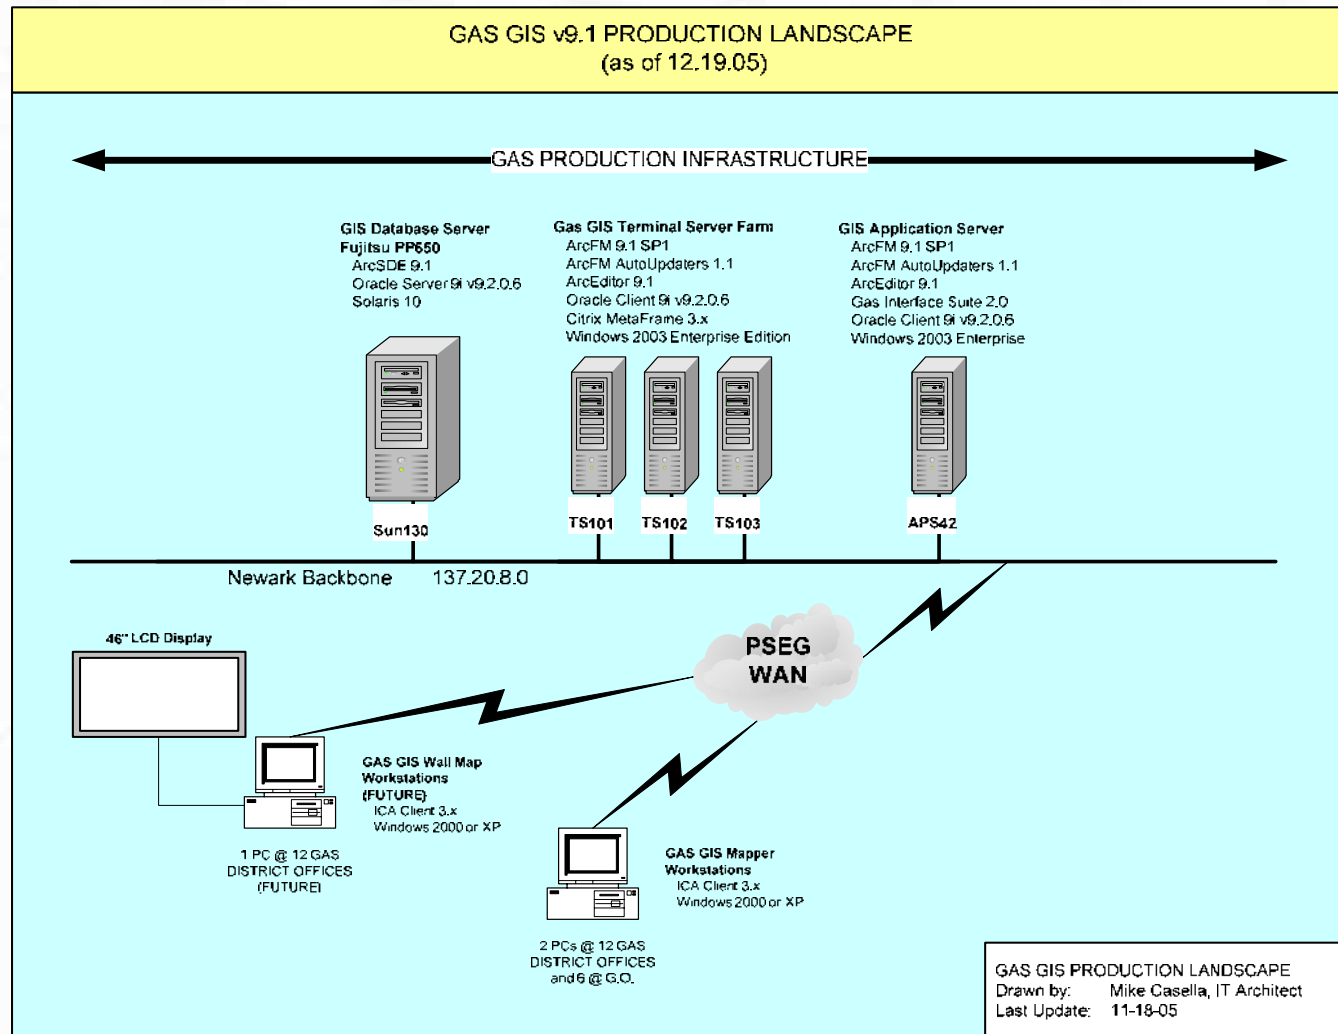 GAS GIS v9.1 PRODUCTION LANDSCAPE
(as of 12.19.05)
GAS PRODUCTION INFRASTRUCTURE
GIS Database Server
Fujitsu PP650
ArcSDE 9.1
Oracle Server 9i v9.2.0.6
Solaris 10
Gas GIS Terminal Server Farm
ArcFM 9.1 SP1
ArcFM AutoUpdaters 1.1
ArcEditor 9.1
Oracle Client 9i v9.2.0.6
Citrix MetaFrame 3.x
Windows 2003 Enterprise Edition
GIS Application Server
ArcFM 9.1 SP1
ArcFM AutoUpdaters 1.1
ArcEditor 9.1
Gas Interface Suite 2.0
Oracle Client 9i v9.2.0.6
Windows 2003 Enterprise
Sun130
TS101
TS102
TS103
APS42
Newark Backbone 137.20.8.0
46" LCD Display
PSEG
WAN
GAS GIS Wall Map
Workstations
(FUTURE)
ICA Client 3.x
Windows 2000 or XP
1 PC @ 12 GAS
DISTRICT OFFICES
(FUTURE)
GAS GIS Mapper
Workstations
ICA Client 3.x
Windows 2000 or XP
2 PCs @ 12 GAS
DISTRICT OFFICES
and 6 @ G.O.
GAS GIS PRODUCTION LANDSCAPE
Drawn by: Mike Casella, IT Architect
Last Update: 11-18-05